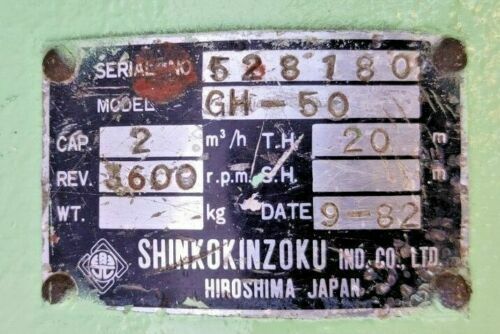 SERIAL NO 528180
MODEL GH-50
CAP. 2 m³/h T.H. 20
REV. 3600 r.p.m. S.H.
WT. kg DATE 9-82
SHINKOKINZOKU IND. CO., LTD.
HIROSHIMA JAPAN